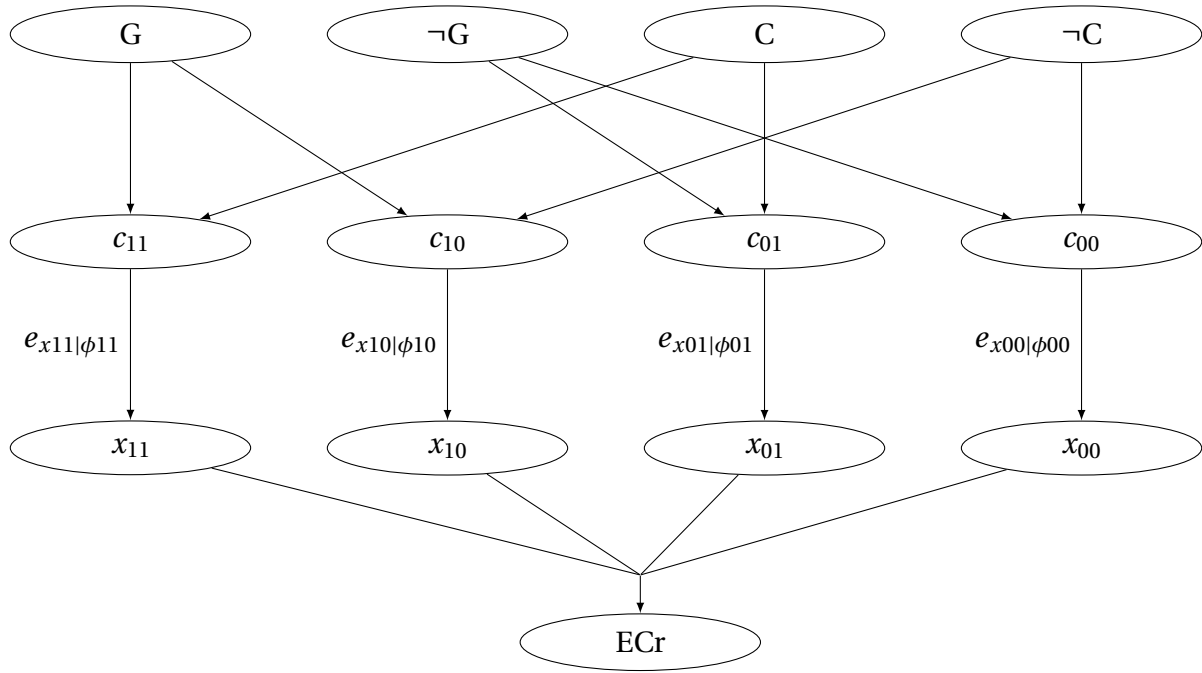 G ¬G C ¬C
c₁₁ c₁₀ c₀₁ c₀₀
eₓ₁₁|ϕ₁₁ eₓ₁₀|ϕ₁₀ eₓ₀₁|ϕ₀₁ eₓ₀₀|ϕ₀₀
x₁₁ x₁₀ x₀₁ x₀₀
ECr